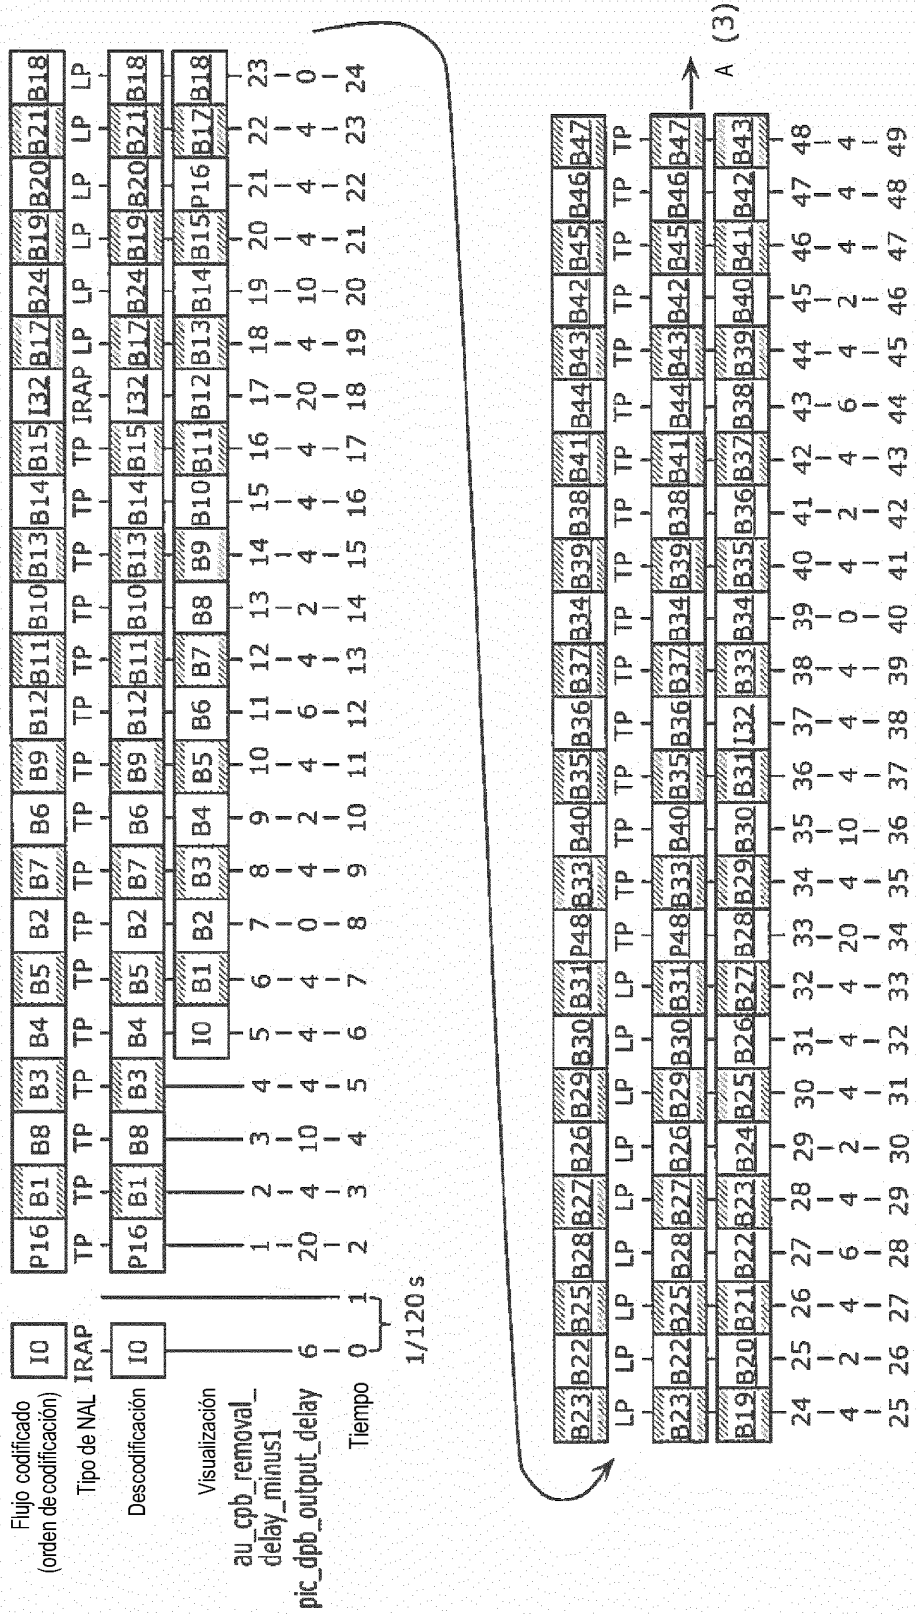 Flujo codificado
(orden de codificación) I0 P16 B1 B8 B3 B4 B5 B2 B7 B6 B9 B12 B11 B10 B13 B14 B15 I32 B17 B24 B19 B20 B21 B18
Tipo de NAL IRAP TP TP TP TP TP TP TP TP TP TP TP TP TP TP TP TP IRAP LP LP LP LP LP LP
Descodificación I0 P16 B1 B8 B3 B4 B5 B2 B7 B6 B9 B12 B11 B10 B13 B14 B15 I32 B17 B24 B19 B20 B21 B18
Visualización I0 B1 B2 B3 B4 B5 B6 B7 B8 B9 B10 B11 B12 B13 B14 B15 P16 B17 B18
au_cpb_removal_
delay_minus1 1 2 3 4 5 6 7 8 9 10 11 12 13 14 15 16 17 18 19 20 21 22 23
pic_dpb_output_delay 6 20 4 10 4 4 4 0 4 2 4 6 4 2 4 4 4 20 4 10 4 4 4 0
Tiempo 0 1 2 3 4 5 6 7 8 9 10 11 12 13 14 15 16 17 18 19 20 21 22 23 24
1/120 s
B23 B22 B25 B28 B27 B26 B29 B30 B31 P48 B33 B40 B35 B36 B37 B34 B39 B38 B41 B44 B43 B42 B45 B46 B47
LP LP LP LP LP LP LP LP LP TP TP TP TP TP TP TP TP TP TP TP TP TP TP TP TP
B23 B22 B25 B28 B27 B26 B29 B30 B31 P48 B33 B40 B35 B36 B37 B34 B39 B38 B41 B44 B43 B42 B45 B46 B47
A (3)
B19 B20 B21 B22 B23 B24 B25 B26 B27 B28 B29 B30 B31 I32 B33 B34 B35 B36 B37 B38 B39 B40 B41 B42 B43
24 25 26 27 28 29 30 31 32 33 34 35 36 37 38 39 40 41 42 43 44 45 46 47 48
4 2 4 6 4 2 4 4 4 20 4 10 4 4 4 0 4 2 4 6 4 2 4 4 4
25 26 27 28 29 30 31 32 33 34 35 36 37 38 39 40 41 42 43 44 45 46 47 48 49